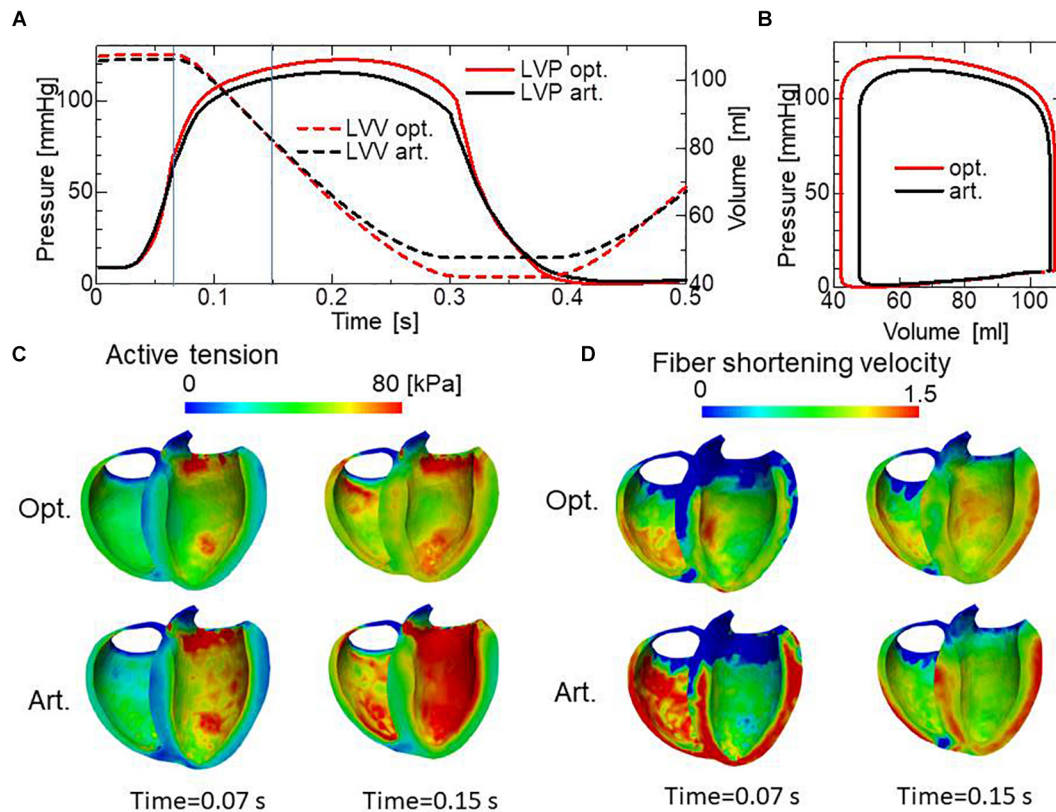 A
B
Pressure [mmHg]
100
50
0
LVP opt.
LVP art.
LVV opt.
LVV art.
100
80
60
40
Volume [ml]
0
0.1
0.2
0.3
0.4
0.5
Time [s]
Pressure [mmHg]
100
50
0
opt.
art.
40
60
80
100
Volume [ml]
C
Active tension
0
80 [kPa]
D
Fiber shortening velocity
0
1.5
Opt.
Opt.
Art.
Art.
Time=0.07 s
Time=0.15 s
Time=0.07 s
Time=0.15 s